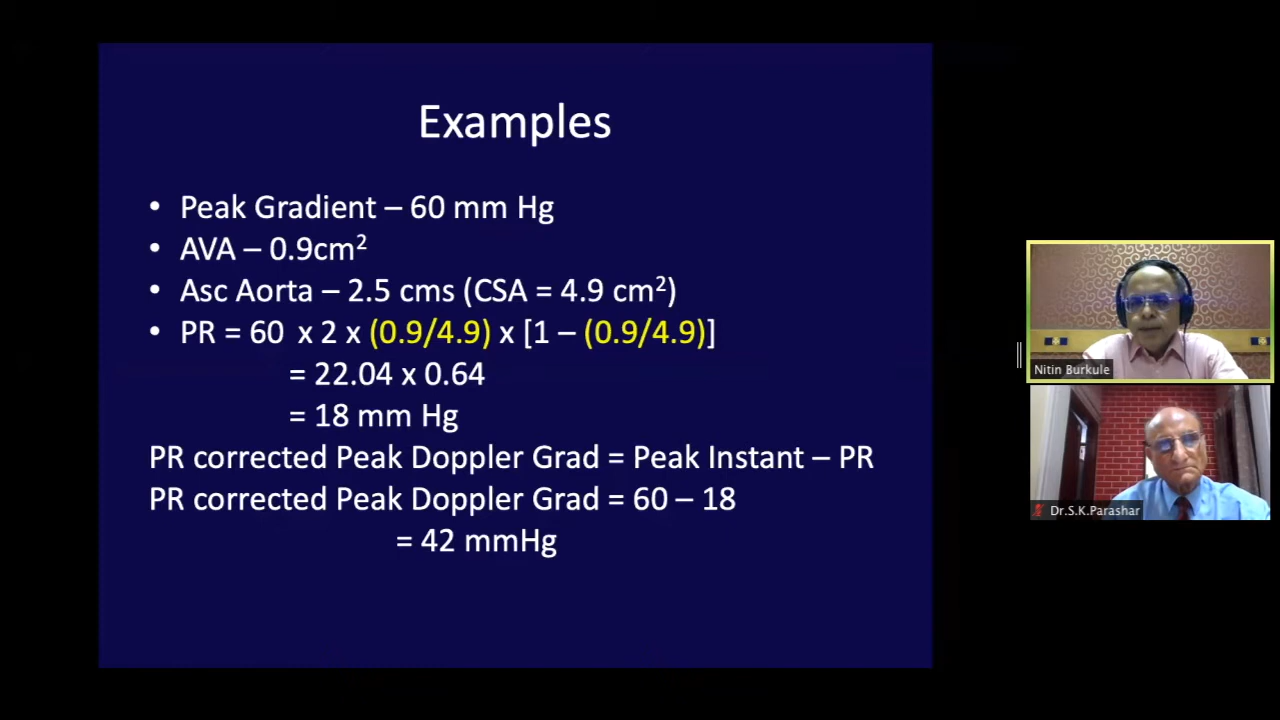 Examples
• Peak Gradient – 60 mm Hg
• AVA – 0.9cm²
• Asc Aorta – 2.5 cms (CSA = 4.9 cm²)
• PR = 60 x 2 x (0.9/4.9) x [1 – (0.9/4.9)]
= 22.04 x 0.64
= 18 mm Hg
PR corrected Peak Doppler Grad = Peak Instant – PR
PR corrected Peak Doppler Grad = 60 – 18
= 42 mmHg
Nitin Burkule
Dr.S.K.Parashar